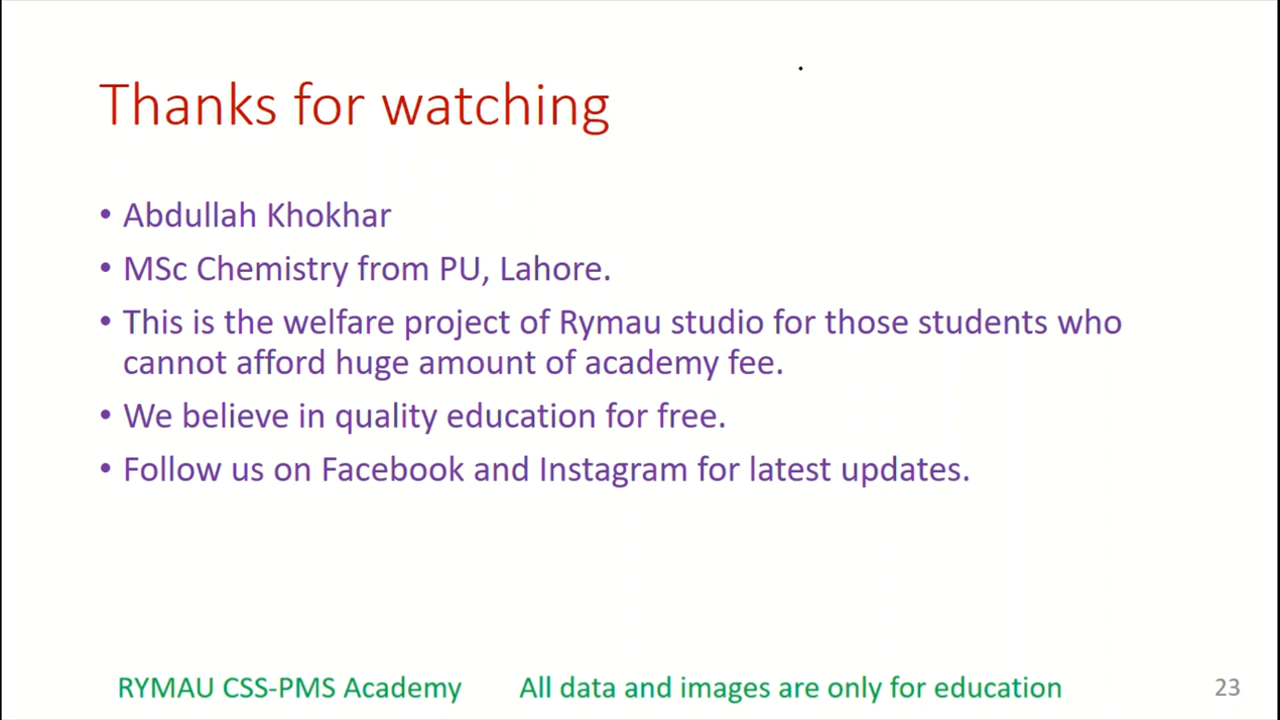 Thanks for watching
• Abdullah Khokhar
• MSc Chemistry from PU, Lahore.
• This is the welfare project of Rymau studio for those students who
cannot afford huge amount of academy fee.
• We believe in quality education for free.
• Follow us on Facebook and Instagram for latest updates.
RYMAU CSS-PMS Academy All data and images are only for education 23